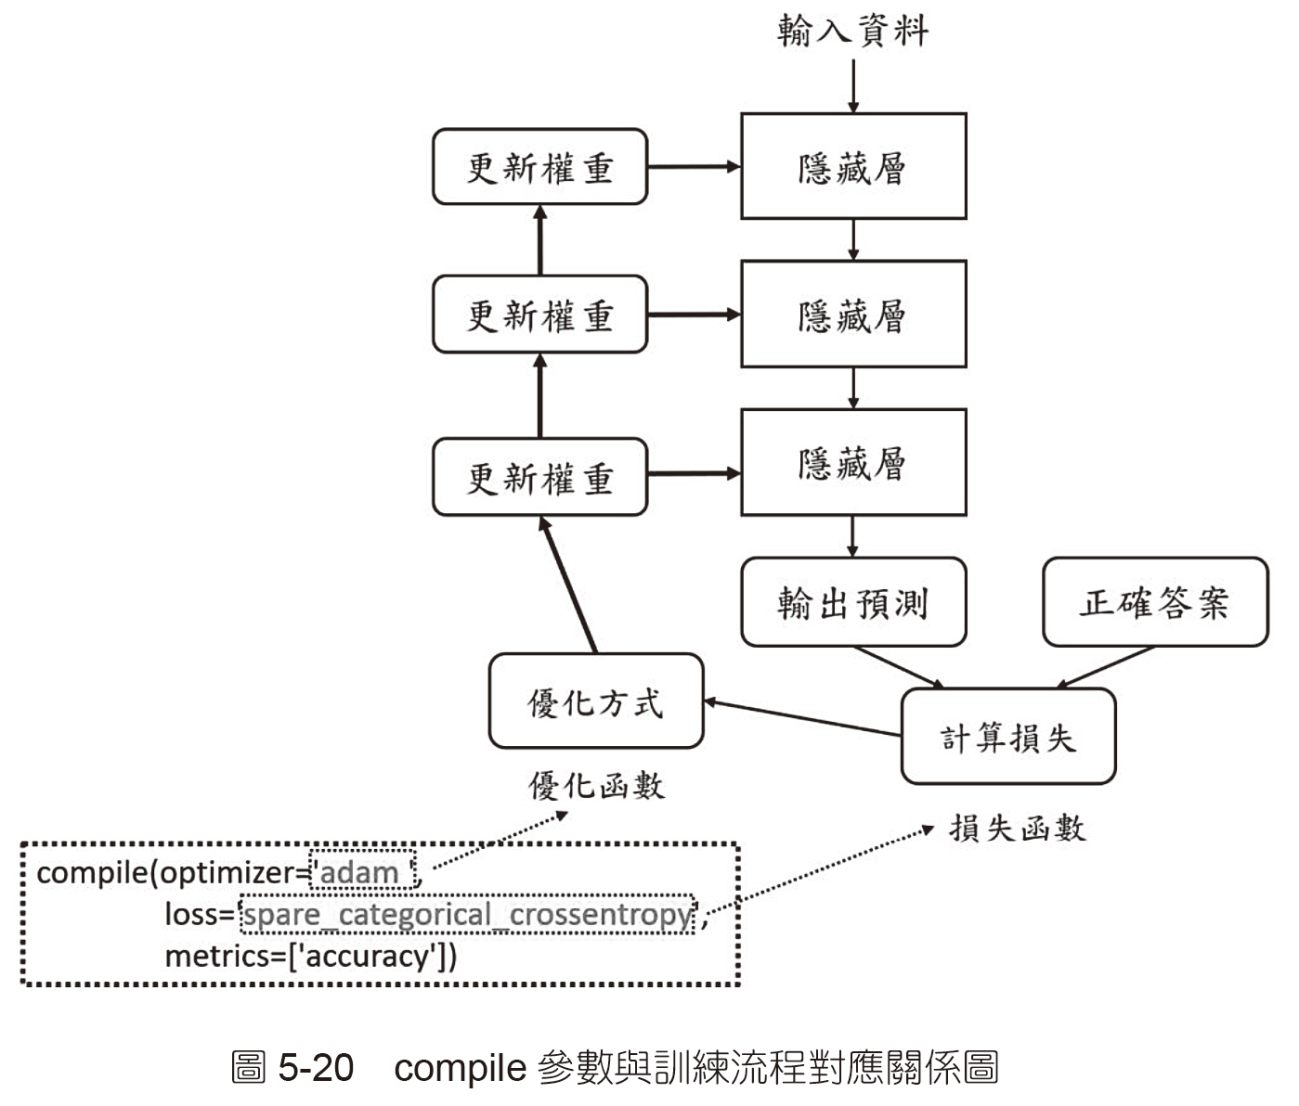 輸入資料
更新權重
隱藏層
更新權重
隱藏層
更新權重
隱藏層
輸出預測
正確答案
優化方式
計算損失
優化函數
損失函數
compile(optimizer='adam ',
loss='spare_categorical_crossentropy',
metrics=['accuracy'])
圖 5-20 compile 參數與訓練流程對應關係圖